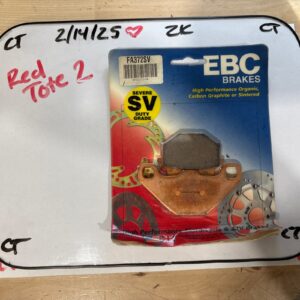 CT 2/14/25 ZK CT
Red
Tote 2
FA372SV
EBC
BRAKES
High Performance Organic,
Carbon Graphite or Sintered
SEVERE
SV
DUTY
GRADE
CT
CT